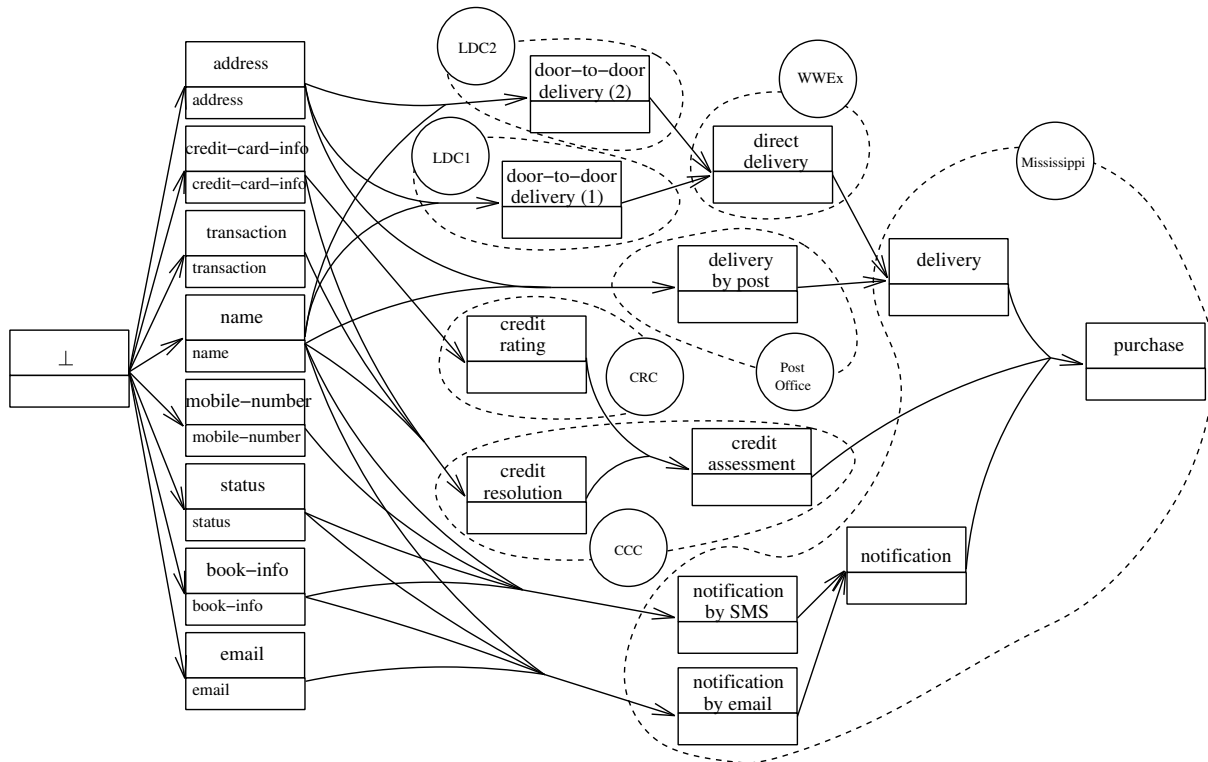 ⊥
address
address
credit−card−info
credit−card−info
transaction
transaction
name
name
mobile−number
mobile−number
status
status
book−info
book−info
email
email
LDC2
door−to−door
delivery (2)
LDC1
door−to−door
delivery (1)
WWEx
direct
delivery
Mississippi
delivery
by post
delivery
credit
rating
CRC
Post
Office
purchase
credit
resolution
credit
assessment
CCC
notification
notification
by SMS
notification
by email